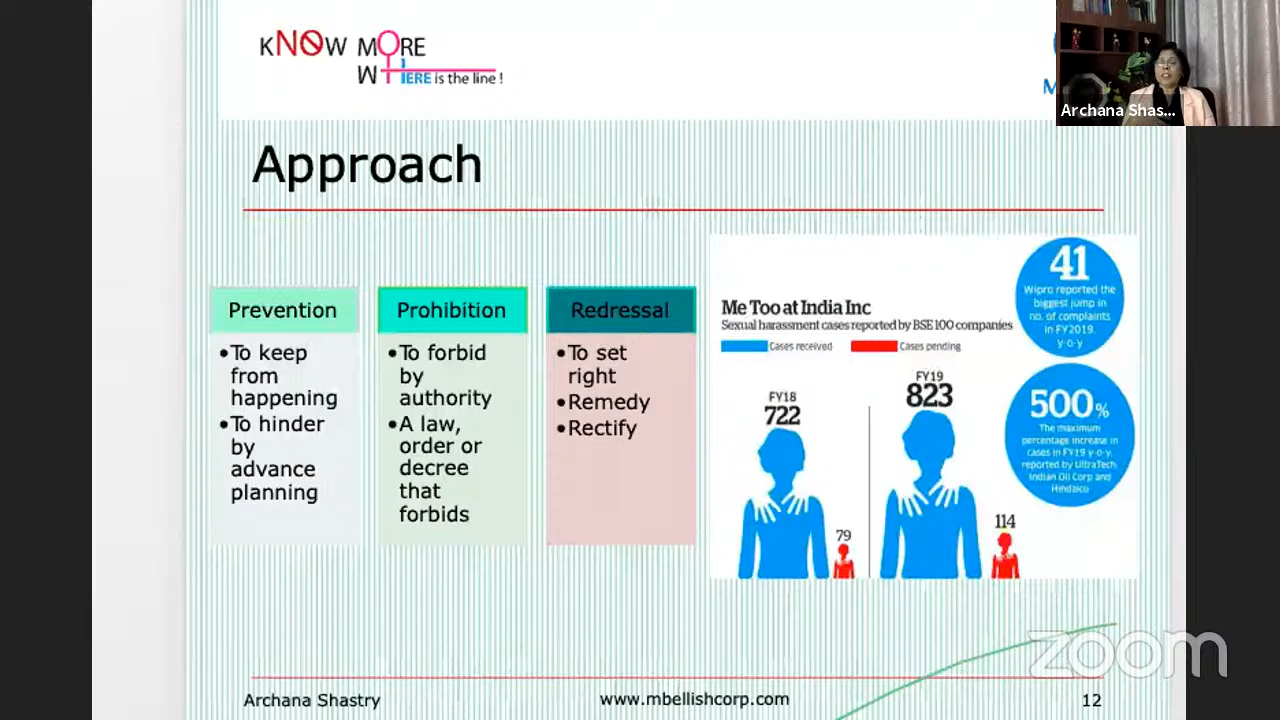 KNOW MORE
WHERE is the line !
Archana Shas...
Approach
Prevention
•To keep
from
happening
•To hinder
by
advance
planning
Prohibition
•To forbid
by
authority
•A law,
order or
decree
that
forbids
Redressal
•To set
right
•Remedy
•Rectify
Me Too at India Inc
Sexual harassment cases reported by BSE 100 companies
Cases received
Cases pending
FY18
722
79
FY19
823
114
41
Wipro reported the
biggest jump in
no. of complaints
in FY2019.
y-o-y
500%
The maximum
percentage increase in
cases in FY19 y-o-y.
reported by UltraTech
Indian Oil Corp and
Hindalco
zoom
Archana Shastry
www.mbellishcorp.com
12